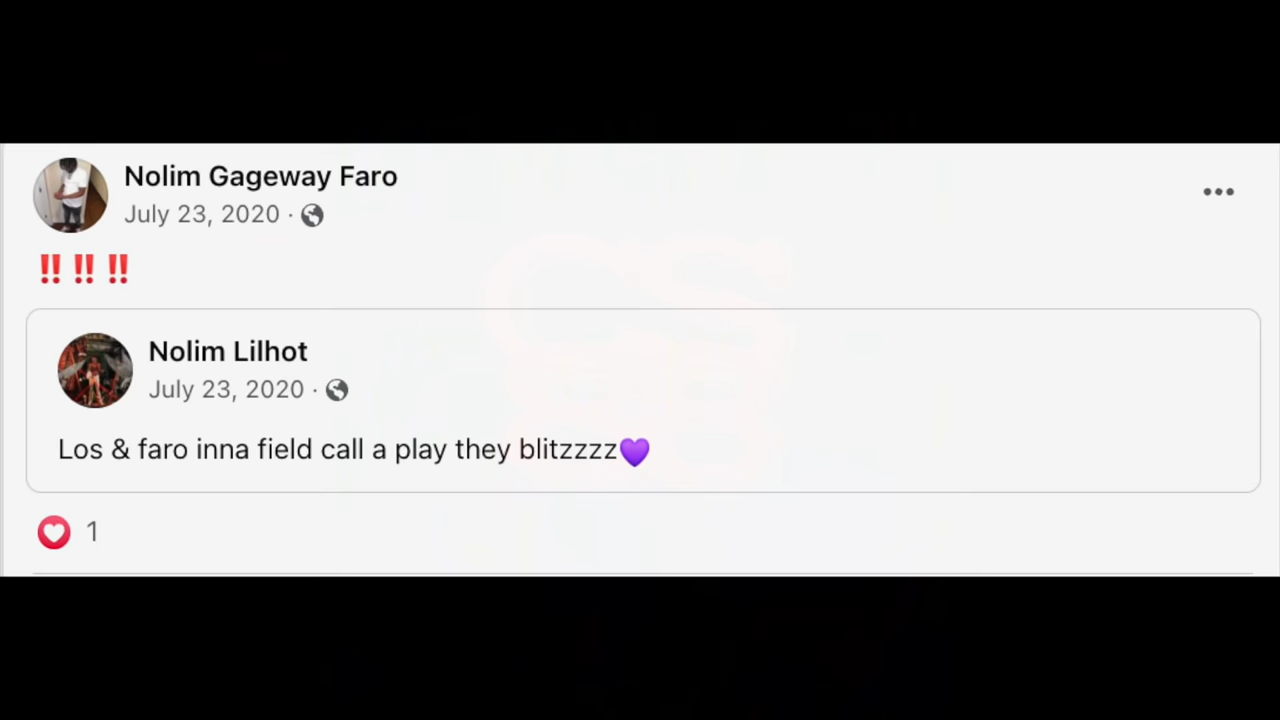 Nolim Gageway Faro
July 23, 2020 ·
‼️ ‼️ ‼️
Nolim Lilhot
July 23, 2020 ·
Los & faro inna field call a play they blitzzzz💜
1